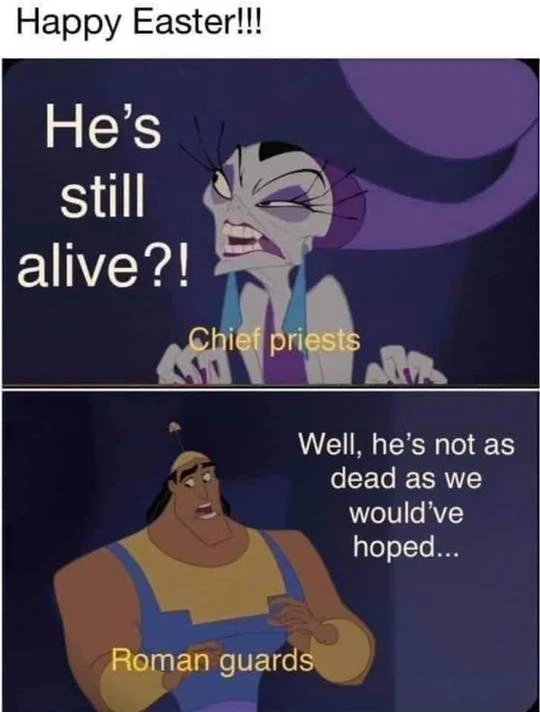 Happy Easter!!!
He's
still
alive?!
Chief priests
Well, he's not as
dead as we
would've
hoped...
Roman guards